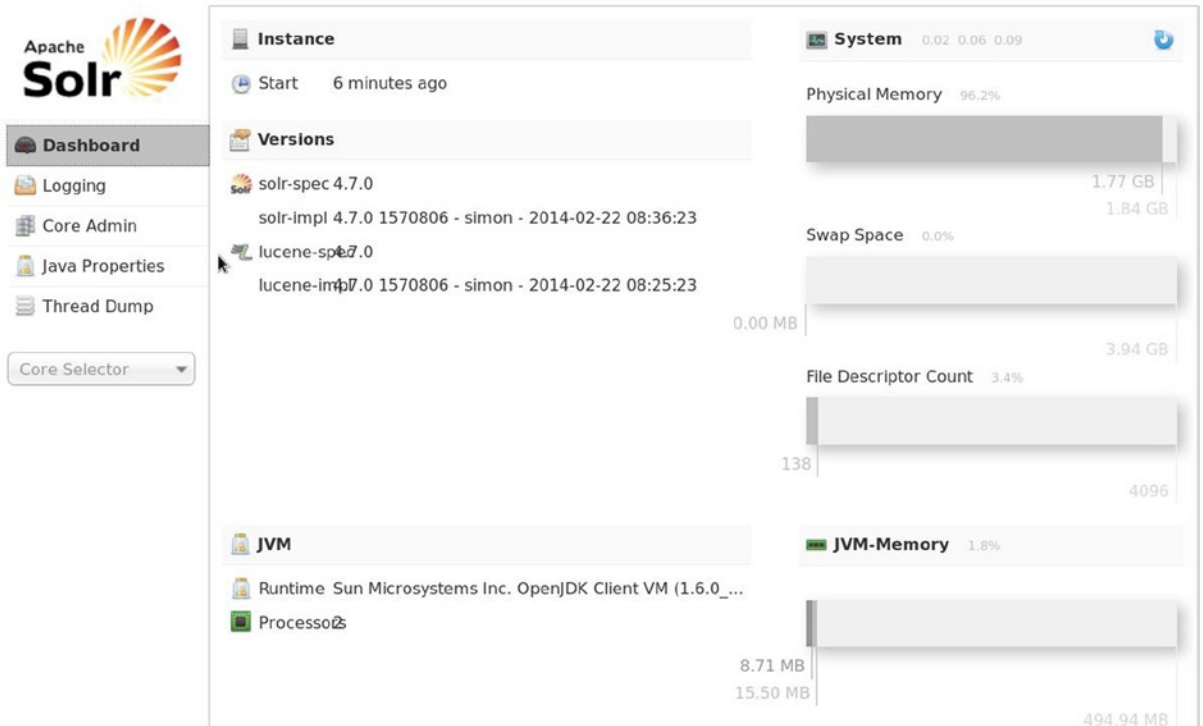 Apache
Solr
Dashboard
Logging
Core Admin
Java Properties
Thread Dump
Core Selector
Instance
Start 6 minutes ago
Versions
Solr
solr-spec 4.7.0
solr-impl 4.7.0 1570806 - simon - 2014-02-22 08:36:23
lucene-spec 4.7.0
lucene-impl 4.7.0 1570806 - simon - 2014-02-22 08:25:23
JVM
Runtime Sun Microsystems Inc. OpenJDK Client VM (1.6.0_...
Processors 2
System 0.02 0.06 0.09
Physical Memory 96.2%
1.77 GB
1.84 GB
Swap Space 0.0%
0.00 MB
3.94 GB
File Descriptor Count 3.4%
138
4096
JVM-Memory 1.8%
8.71 MB
15.50 MB
494.94 MB